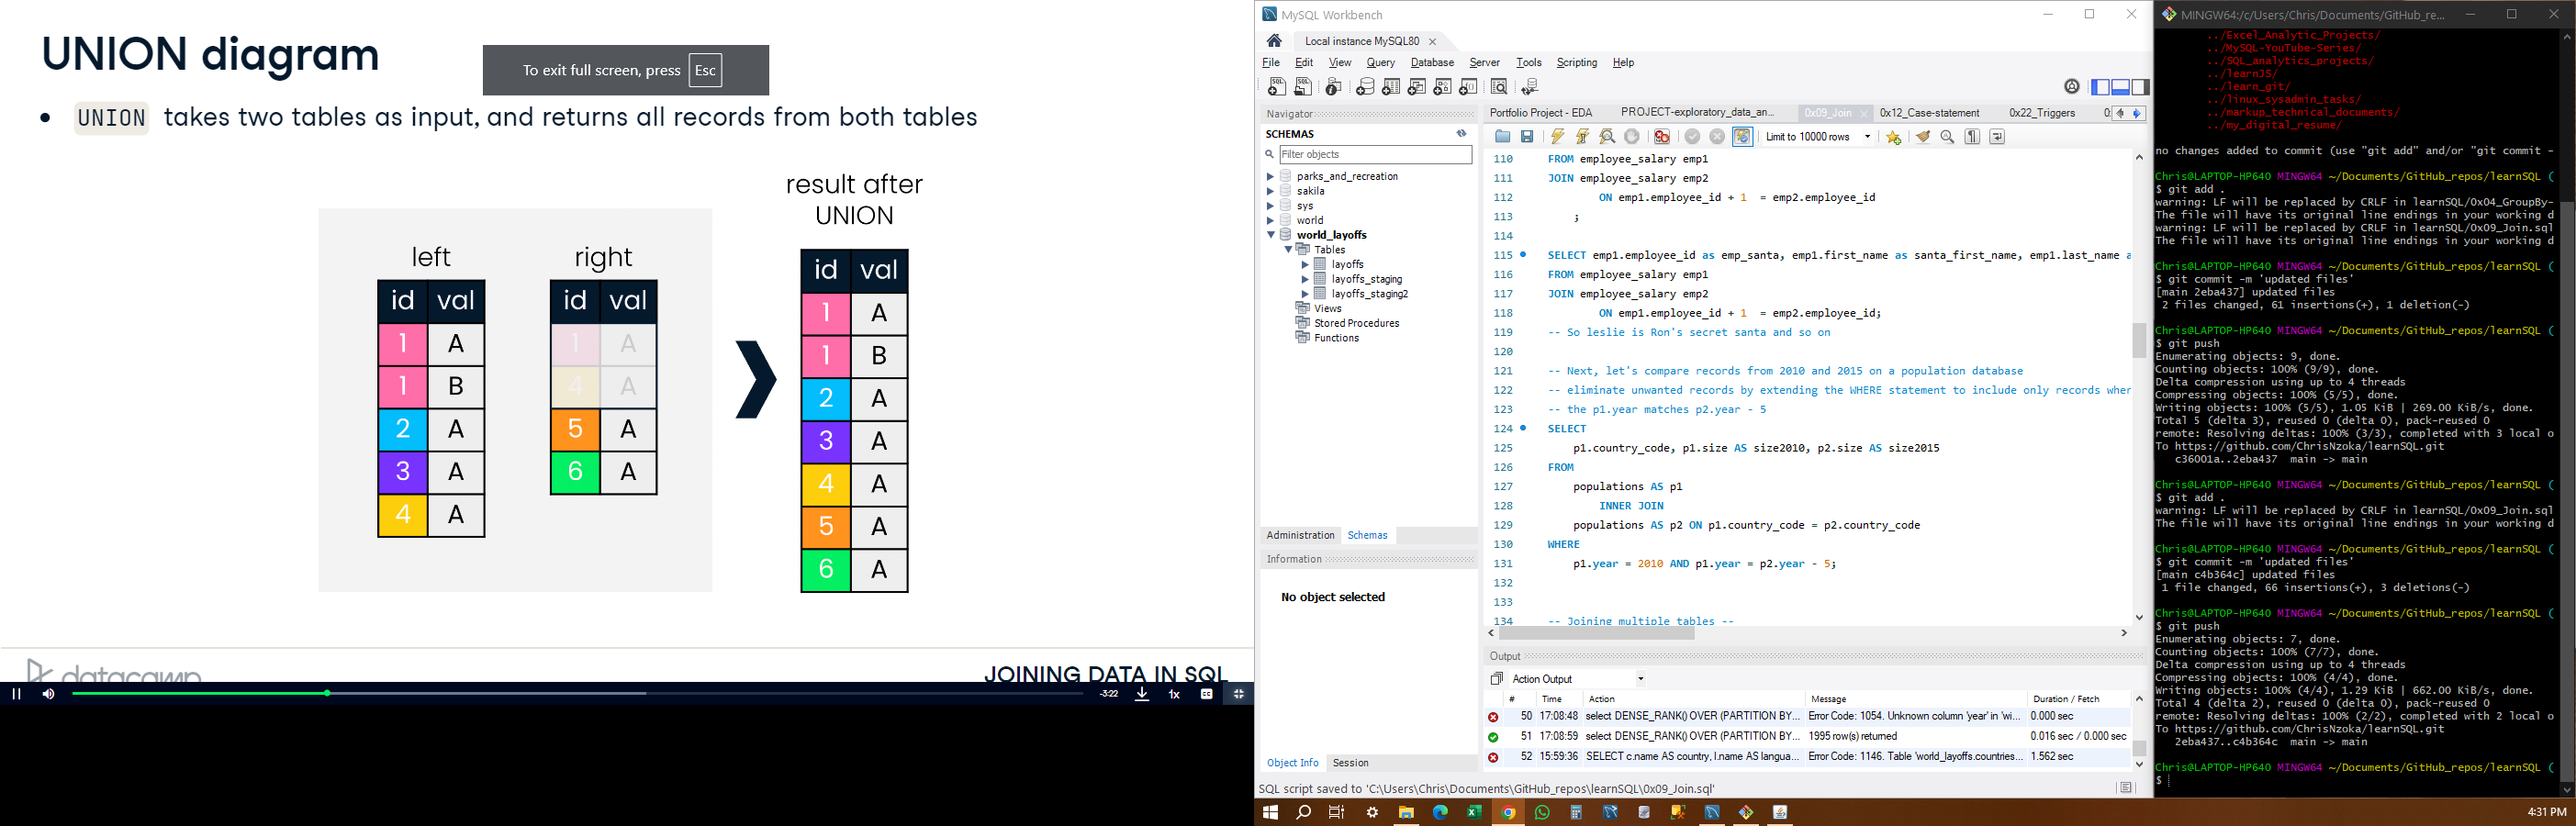 UNION diagram
To exit full screen, press Esc
UNION takes two tables as input, and returns all records from both tables
left
id val
1 A
1 B
2 A
3 A
4 A
right
id val
1 A
4 A
5 A
6 A
result after
UNION
id val
1 A
1 B
2 A
3 A
4 A
5 A
6 A
datacamp
JOINING DATA IN SQL
-3:22
1x
CC
MySQL Workbench
Local instance MySQL80
File Edit View Query Database Server Tools Scripting Help
Navigator
SCHEMAS
Filter objects
parks_and_recreation
sakila
sys
world
world_layoffs
Tables
layoffs
layoffs_staging
layoffs_staging2
Views
Stored Procedures
Functions
Administration Schemas
Information
No object selected
Object Info Session
Portfolio Project - EDA PROJECT-exploratory_data_an... 0x09_Join 0x12_Case-statement 0x22_Triggers
Limit to 10000 rows
110 FROM employee_salary emp1
111 JOIN employee_salary emp2
112 ON emp1.employee_id + 1 = emp2.employee_id
113 ;
114
115 SELECT emp1.employee_id as emp_santa, emp1.first_name as santa_first_name, emp1.last_name a
116 FROM employee_salary emp1
117 JOIN employee_salary emp2
118 ON emp1.employee_id + 1 = emp2.employee_id;
119 -- So leslie is Ron's secret santa and so on
120
121 -- Next, let's compare records from 2010 and 2015 on a population database
122 -- eliminate unwanted records by extending the WHERE statement to include only records wher
123 -- the p1.year matches p2.year - 5
124 SELECT
125 p1.country_code, p1.size AS size2010, p2.size AS size2015
126 FROM
127 populations AS p1
128 INNER JOIN
129 populations AS p2 ON p1.country_code = p2.country_code
130 WHERE
131 p1.year = 2010 AND p1.year = p2.year - 5;
132
133
134 -- Joining multiple tables --
Output
Action Output
# Time Action Message Duration / Fetch
50 17:08:48 select DENSE_RANK() OVER (PARTITION BY... Error Code: 1054. Unknown column 'year' in 'wi... 0.000 sec
51 17:08:59 select DENSE_RANK() OVER (PARTITION BY... 1995 row(s) returned 0.016 sec / 0.000 sec
52 15:59:36 SELECT c.name AS country, l.name AS langua... Error Code: 1146. Table 'world_layoffs.countries... 1.562 sec
SQL script saved to 'C:\Users\Chris\Documents\GitHub_repos\learnSQL\0x09_Join.sql'
MINGW64:/c/Users/Chris/Documents/GitHub_re...
../Excel_Analytic_Projects/
../MySQL-YouTube-Series/
../SQL_analytics_projects/
../learnJS/
../learn_git/
../linux_sysadmin_tasks/
../markup_technical_documents/
../my_digital_resume/
no changes added to commit (use "git add" and/or "git commit -
Chris@LAPTOP-HP640 MINGW64 ~/Documents/GitHub_repos/learnSQL (
$ git add .
warning: LF will be replaced by CRLF in learnSQL/0x04_GroupBy-
The file will have its original line endings in your working d
warning: LF will be replaced by CRLF in learnSQL/0x09_Join.sql
The file will have its original line endings in your working d
Chris@LAPTOP-HP640 MINGW64 ~/Documents/GitHub_repos/learnSQL (
$ git commit -m 'updated files'
[main 2eba437] updated files
2 files changed, 61 insertions(+), 1 deletion(-)
Chris@LAPTOP-HP640 MINGW64 ~/Documents/GitHub_repos/learnSQL (
$ git push
Enumerating objects: 9, done.
Counting objects: 100% (9/9), done.
Delta compression using up to 4 threads
Compressing objects: 100% (5/5), done.
Writing objects: 100% (5/5), 1.05 KiB | 269.00 KiB/s, done.
Total 5 (delta 3), reused 0 (delta 0), pack-reused 0
remote: Resolving deltas: 100% (3/3), completed with 3 local o
To https://github.com/ChrisNzoka/learnSQL.git
c36001a..2eba437 main -> main
Chris@LAPTOP-HP640 MINGW64 ~/Documents/GitHub_repos/learnSQL (
$ git add .
warning: LF will be replaced by CRLF in learnSQL/0x09_Join.sql
The file will have its original line endings in your working d
Chris@LAPTOP-HP640 MINGW64 ~/Documents/GitHub_repos/learnSQL (
$ git commit -m 'updated files'
[main c4b364c] updated files
1 file changed, 66 insertions(+), 3 deletions(-)
Chris@LAPTOP-HP640 MINGW64 ~/Documents/GitHub_repos/learnSQL (
$ git push
Enumerating objects: 7, done.
Counting objects: 100% (7/7), done.
Delta compression using up to 4 threads
Compressing objects: 100% (4/4), done.
Writing objects: 100% (4/4), 1.29 KiB | 662.00 KiB/s, done.
Total 4 (delta 2), reused 0 (delta 0), pack-reused 0
remote: Resolving deltas: 100% (2/2), completed with 2 local o
To https://github.com/ChrisNzoka/learnSQL.git
2eba437..c4b364c main -> main
Chris@LAPTOP-HP640 MINGW64 ~/Documents/GitHub_repos/learnSQL (
$
4:31 PM